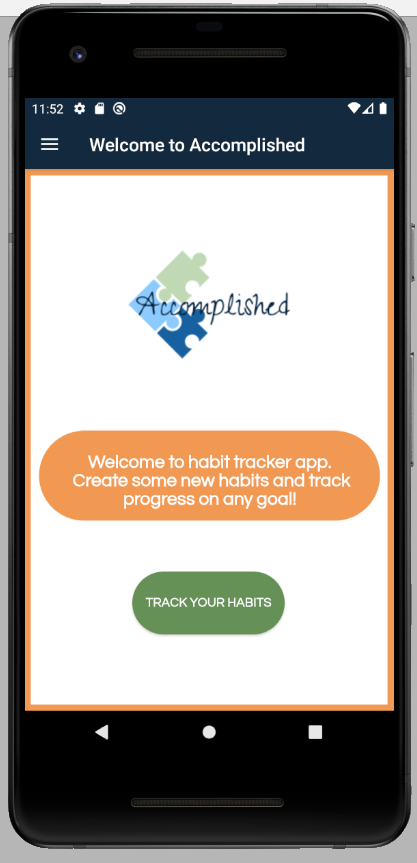 11:52
Welcome to Accomplished
Accomplished
Welcome to habit tracker app.
Create some new habits and track
progress on any goal!
TRACK YOUR HABITS